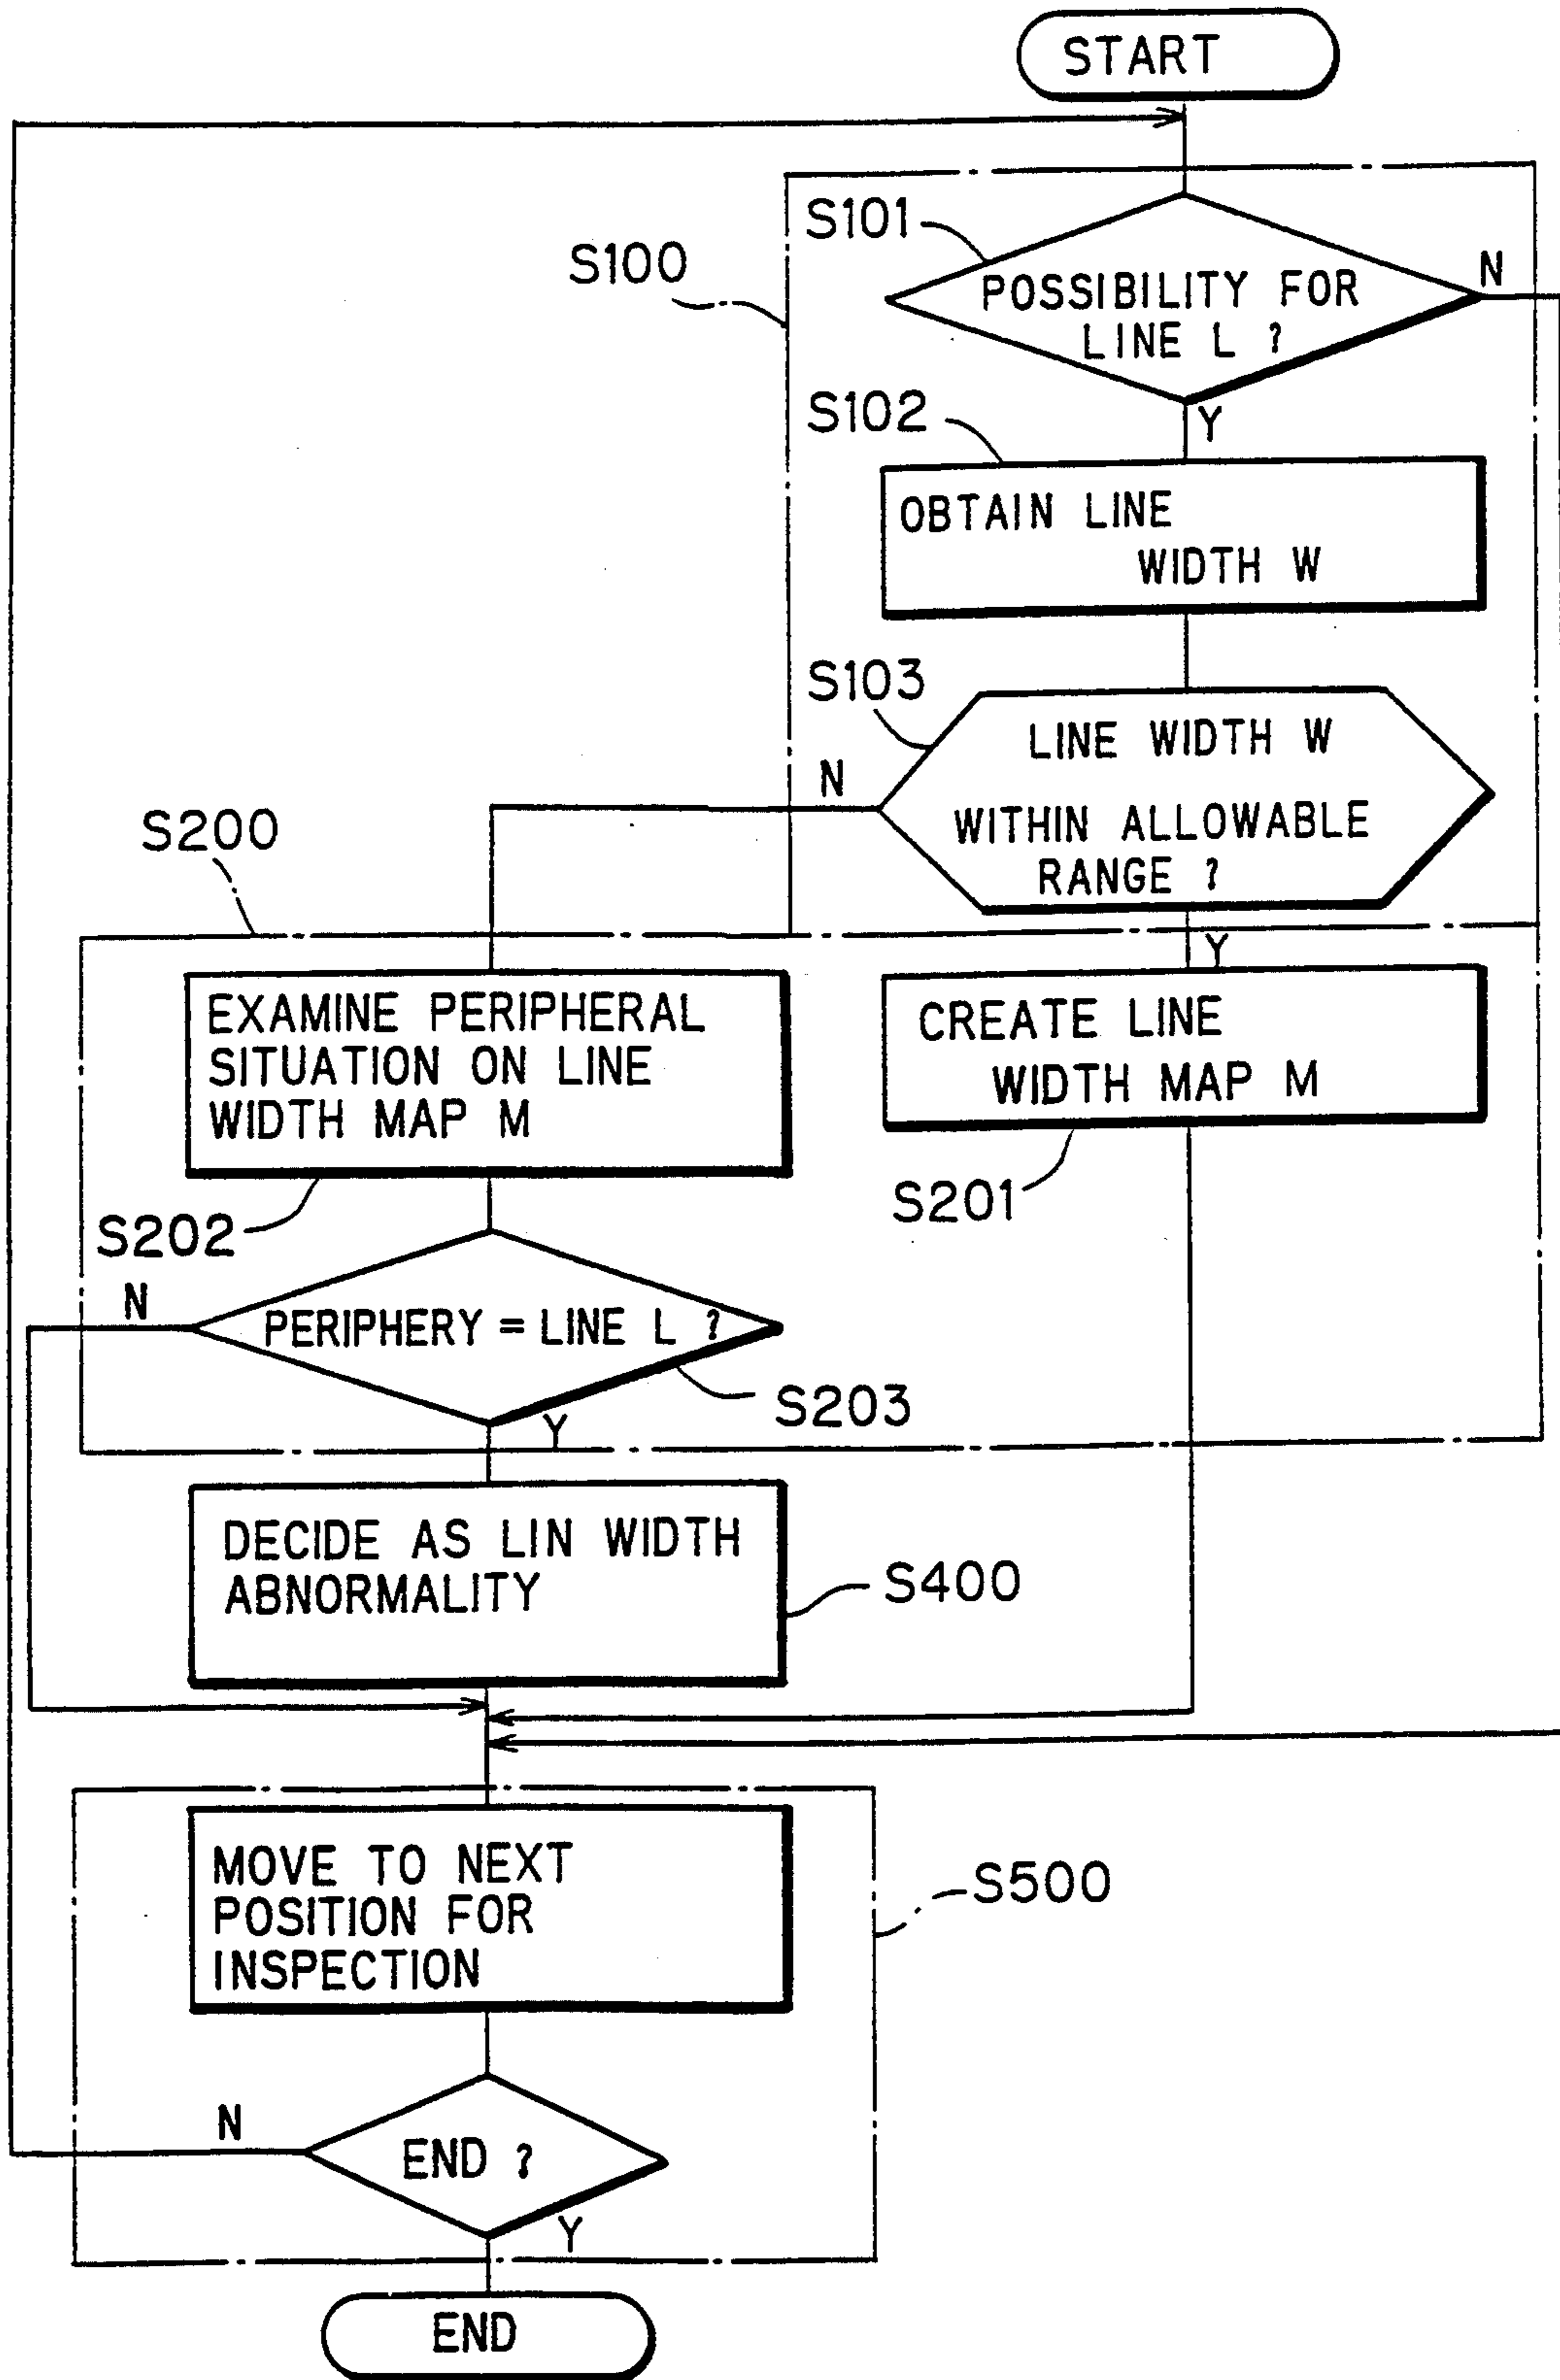 START
S101
S100
POSSIBILITY FOR
LINE L ?
N
S102
Y
OBTAIN LINE
WIDTH W
S103
LINE WIDTH W
WITHIN ALLOWABLE
RANGE ?
N
S200
Y
EXAMINE PERIPHERAL
SITUATION ON LINE
WIDTH MAP M
CREATE LINE
WIDTH MAP M
S201
S202
N
PERIPHERY = LINE L ?
S203
Y
DECIDE AS LIN WIDTH
ABNORMALITY
S400
MOVE TO NEXT
POSITION FOR
INSPECTION
S500
N
END ?
Y
END